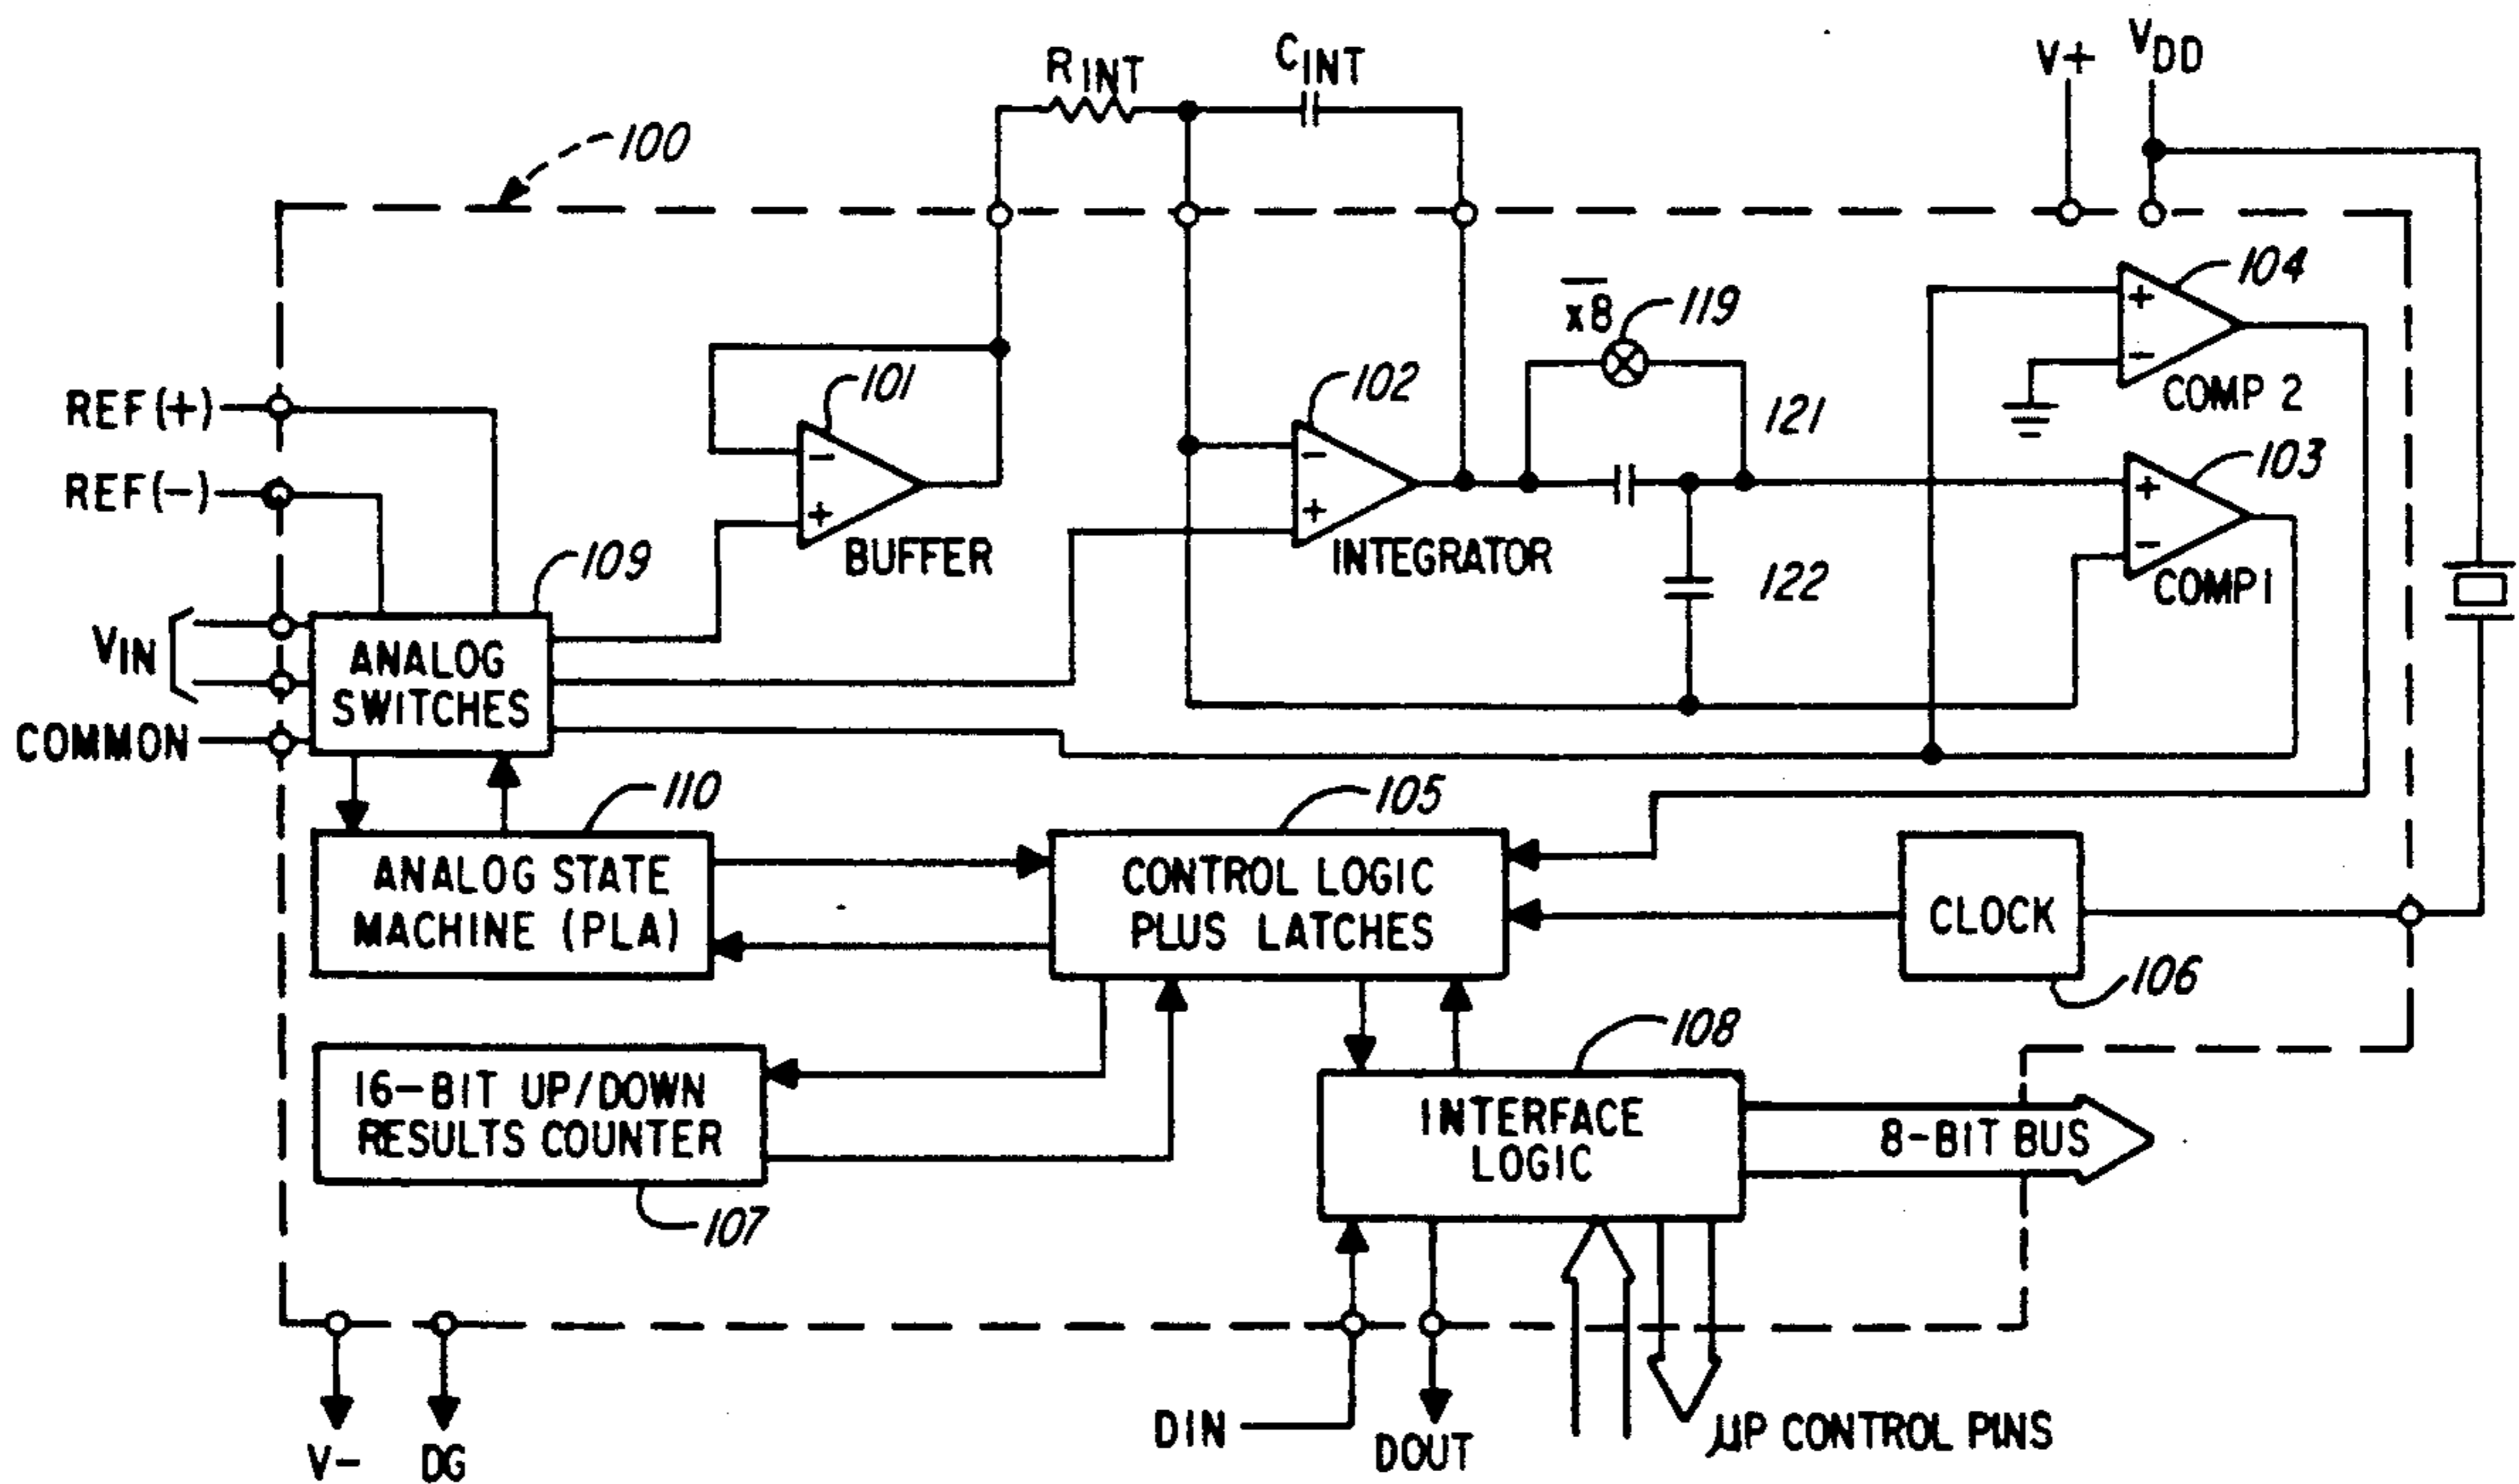 RINT
CINT
V+
VDD
100
104
x8
119
COMP 2
REF(+)
101
102
121
103
REF(-)
BUFFER
INTEGRATOR
122
COMP1
109
VIN
ANALOG
SWITCHES
COMMON
110
105
ANALOG STATE
MACHINE (PLA)
CONTROL LOGIC
PLUS LATCHES
CLOCK
106
16-BIT UP/DOWN
RESULTS COUNTER
107
108
INTERFACE
LOGIC
8-BIT BUS
V-
DG
DIN
DOUT
μP CONTROL PINS